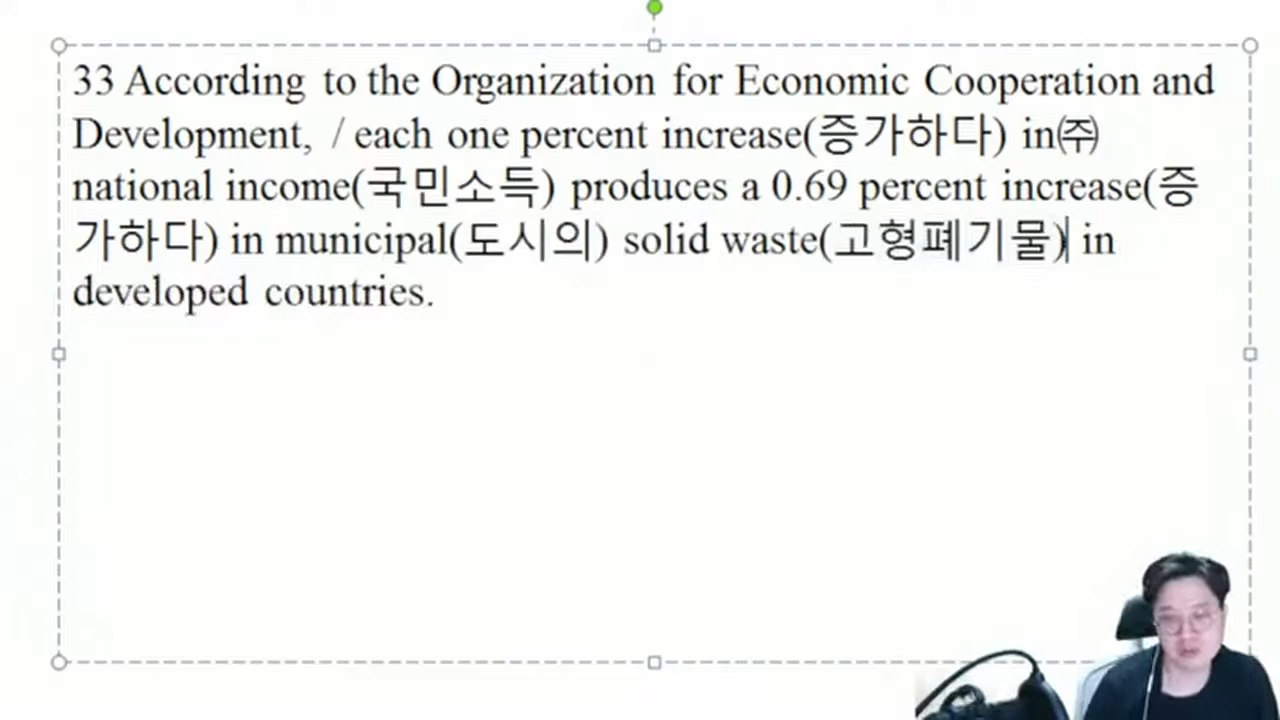 33 According to the Organization for Economic Cooperation and
Development, / each one percent increase(증가하다) in㈜
national income(국민소득) produces a 0.69 percent increase(증
가하다) in municipal(도시의) solid waste(고형폐기물) in
developed countries.